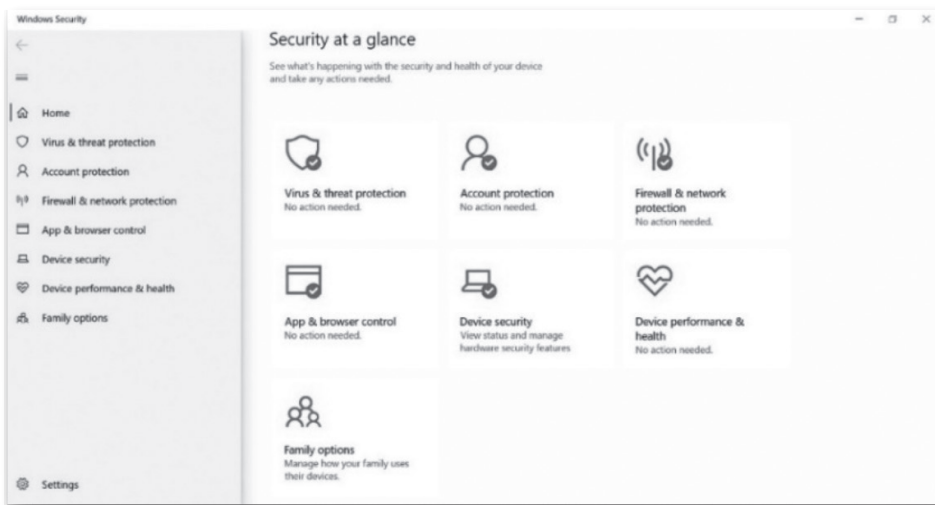 Windows Security
Home
Virus & threat protection
Account protection
Firewall & network protection
App & browser control
Device security
Device performance & health
Family options
Settings
Security at a glance
See what's happening with the security and health of your device
and take any actions needed.
Virus & threat protection
No action needed.
Account protection
No action needed.
Firewall & network
protection
No action needed.
App & browser control
No action needed.
Device security
View status and manage
hardware security features
Device performance &
health
No action needed.
Family options
Manage how your family uses
their devices.